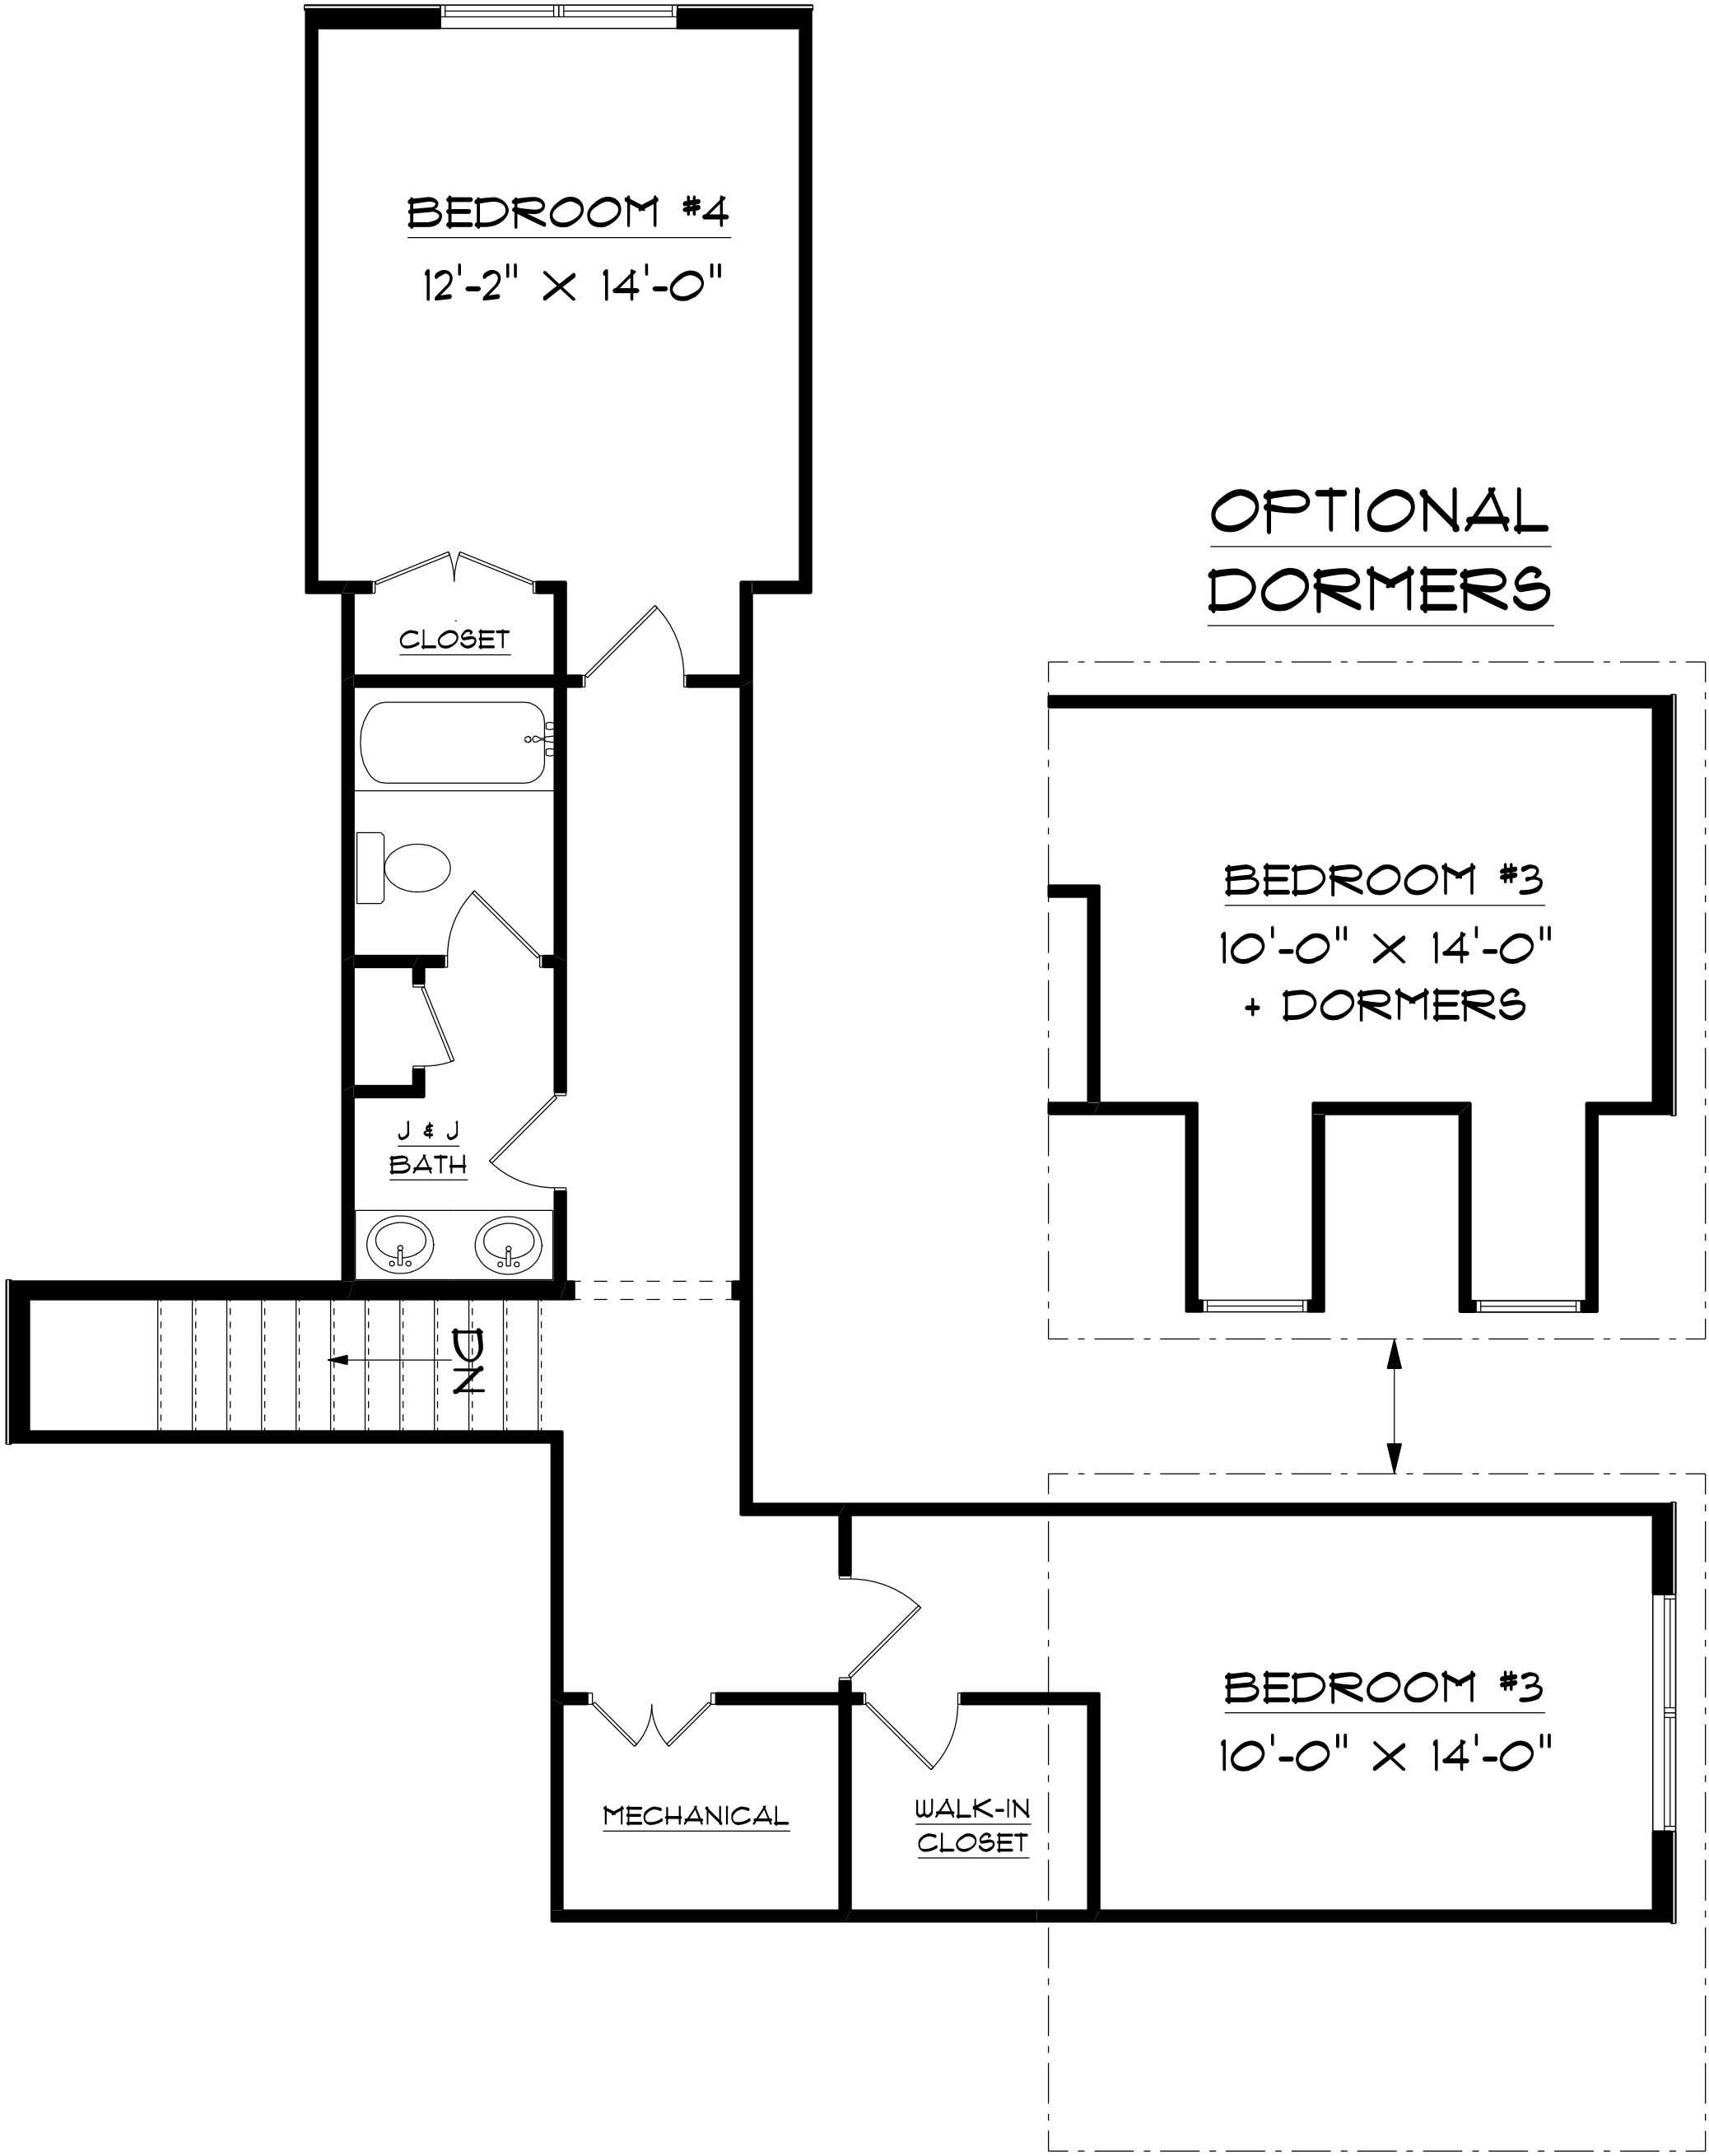 BEDROOM #4
12'-2" X 14'-0"
CLOSET
OPTIONAL
DORMERS
BEDROOM #3
10'-0" X 14'-0"
+ DORMERS
J & J
BATH
DN
BEDROOM #3
10'-0" X 14'-0"
MECHANICAL
WALK-IN
CLOSET